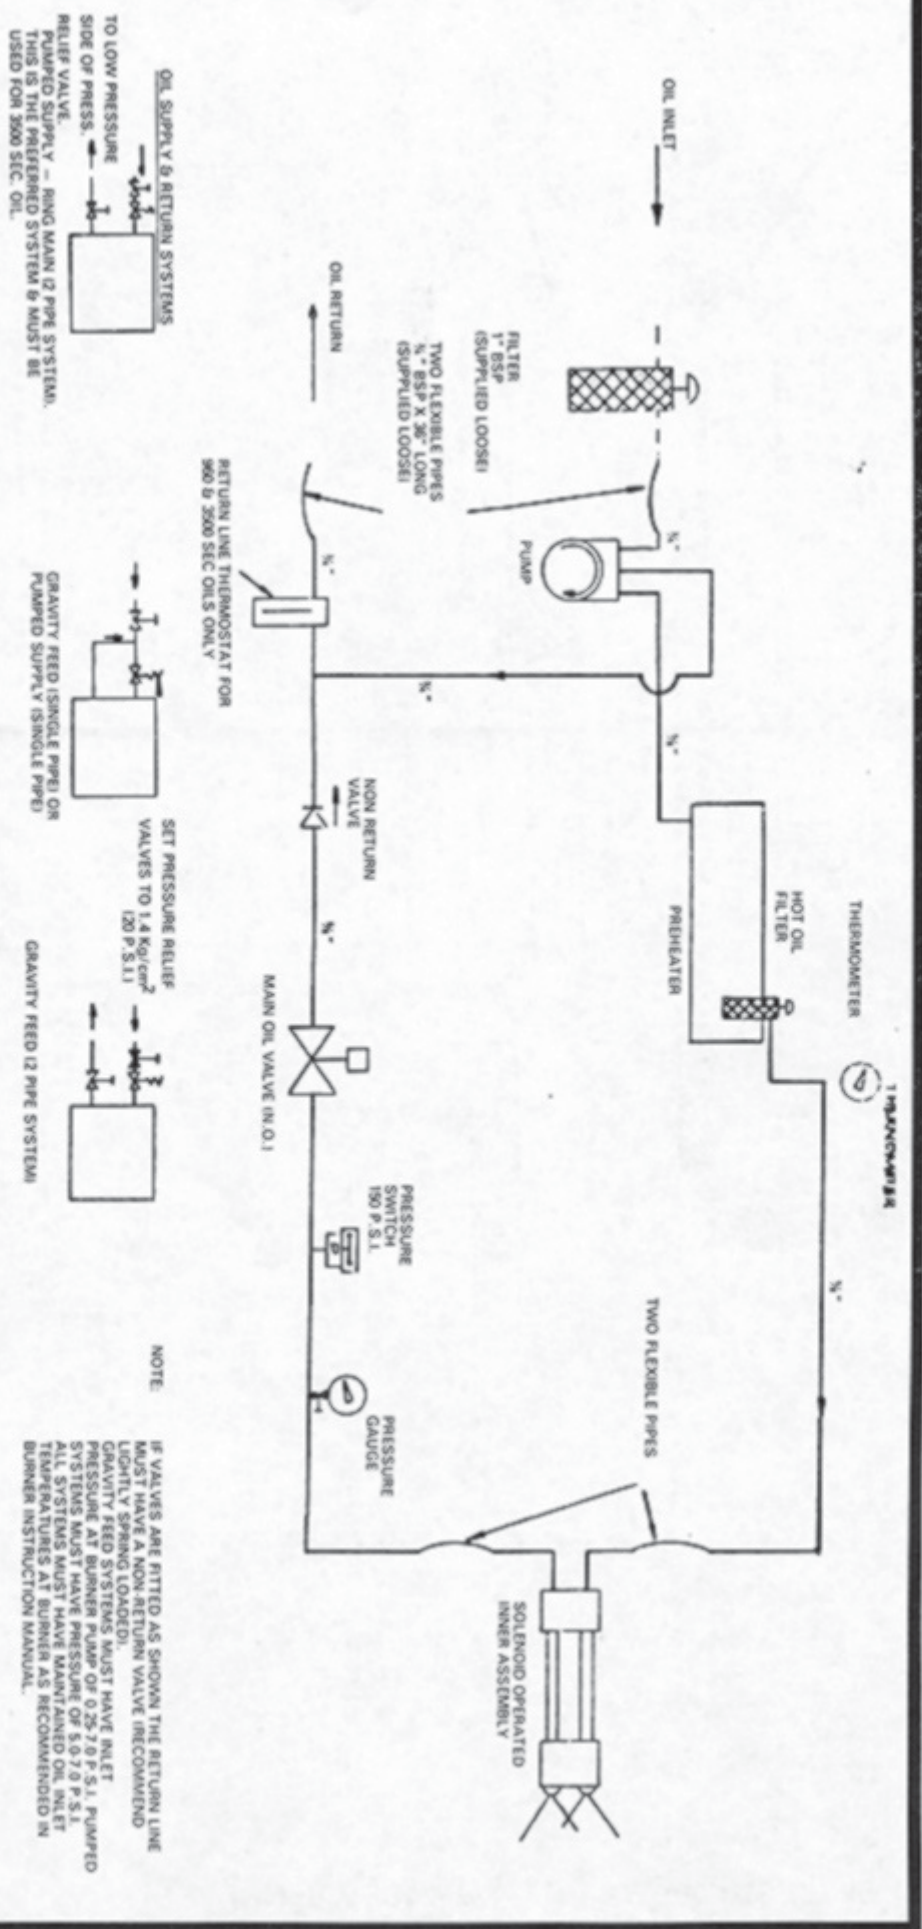 THERMOMETER
HOT OIL
FILTER
PREHEATER
OIL INLET
FILTER
1" BSP
(SUPPLIED LOOSE)
TWO FLEXIBLE PIPES
¾" BSP X 36" LONG
(SUPPLIED LOOSE)
PUMP
¾"
TWO FLEXIBLE PIPES
SOLENOID OPERATED
INNER ASSEMBLY
OIL RETURN
¾"
RETURN LINE THERMOSTAT FOR
960 & 3500 SEC OILS ONLY
NON RETURN
VALVE
MAIN OIL VALVE (N.O.)
PRESSURE
SWITCH
150 P.S.I.
PRESSURE
GAUGE
OIL SUPPLY & RETURN SYSTEMS
TO LOW PRESSURE
SIDE OF PRESS.
RELIEF VALVE.
PUMPED SUPPLY – RING MAIN (2 PIPE SYSTEM).
THIS IS THE PREFERRED SYSTEM & MUST BE
USED FOR 3500 SEC. OIL.
GRAVITY FEED (SINGLE PIPE) OR
PUMPED SUPPLY (SINGLE PIPE)
SET PRESSURE RELIEF
VALVES TO 1.4 Kg/cm²
(20 P.S.I.)
GRAVITY FEED (2 PIPE SYSTEM)
NOTE:
IF VALVES ARE FITTED AS SHOWN THE RETURN LINE
MUST HAVE A NON-RETURN VALVE (RECOMMEND
LIGHTLY SPRING LOADED).
GRAVITY FEED SYSTEMS MUST HAVE INLET
PRESSURE AT BURNER PUMP OF 0.25-7.0 P.S.I. PUMPED
SYSTEMS MUST HAVE PRESSURE OF 5.0-7.0 P.S.I.
ALL SYSTEMS MUST HAVE MAINTAINED OIL INLET
TEMPERATURES AT BURNER AS RECOMMENDED IN
BURNER INSTRUCTION MANUAL.